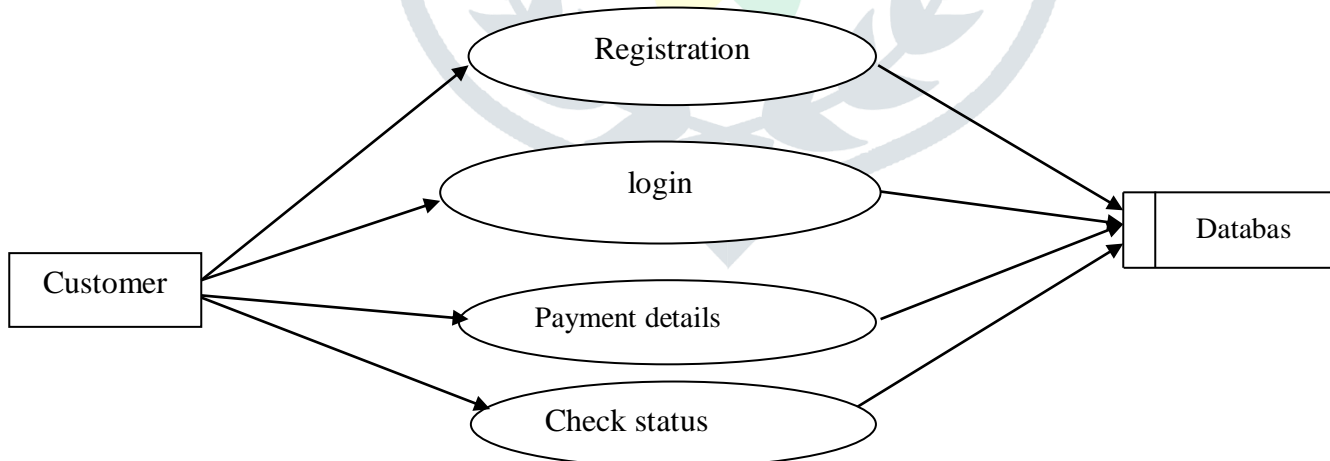 Registration
login
Customer
Databas
Payment details
Check status